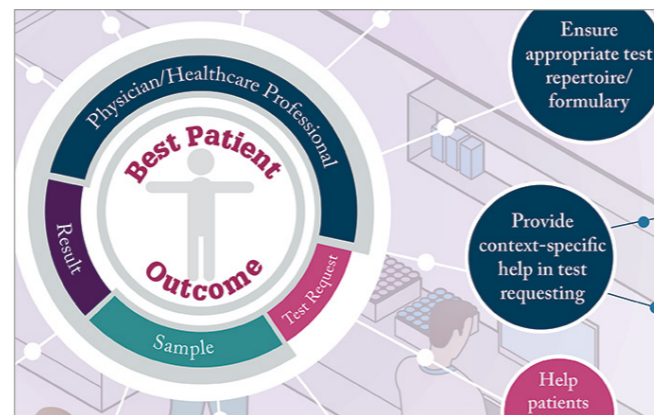 Physician/Healthcare Professional
Best Patient
Outcome
Result
Sample
Test Request
Ensure
appropriate test
repertoire/
formulary
Provide
context-specific
help in test
requesting
Help
patients